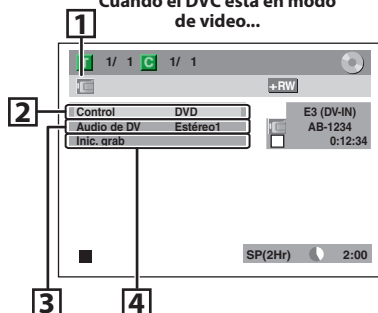 Cuando el DVC está en modo
de video...
1
T 1/ 1 C 1/ 1
+RW
2
Control DVD
E3 (DV-IN)
Audio de DV Estéreo1
AB-1234
Inic. grab
0:12:34
SP(2Hr) 2:00
3 4